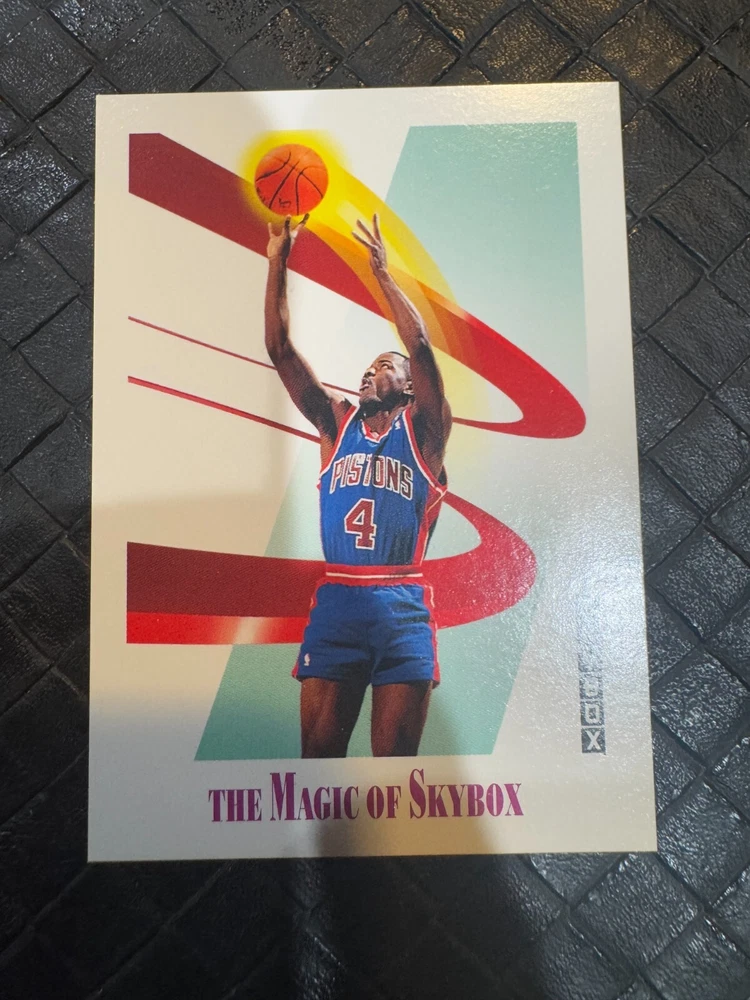 PISTONS
4
THE MAGIC OF SKYBOX